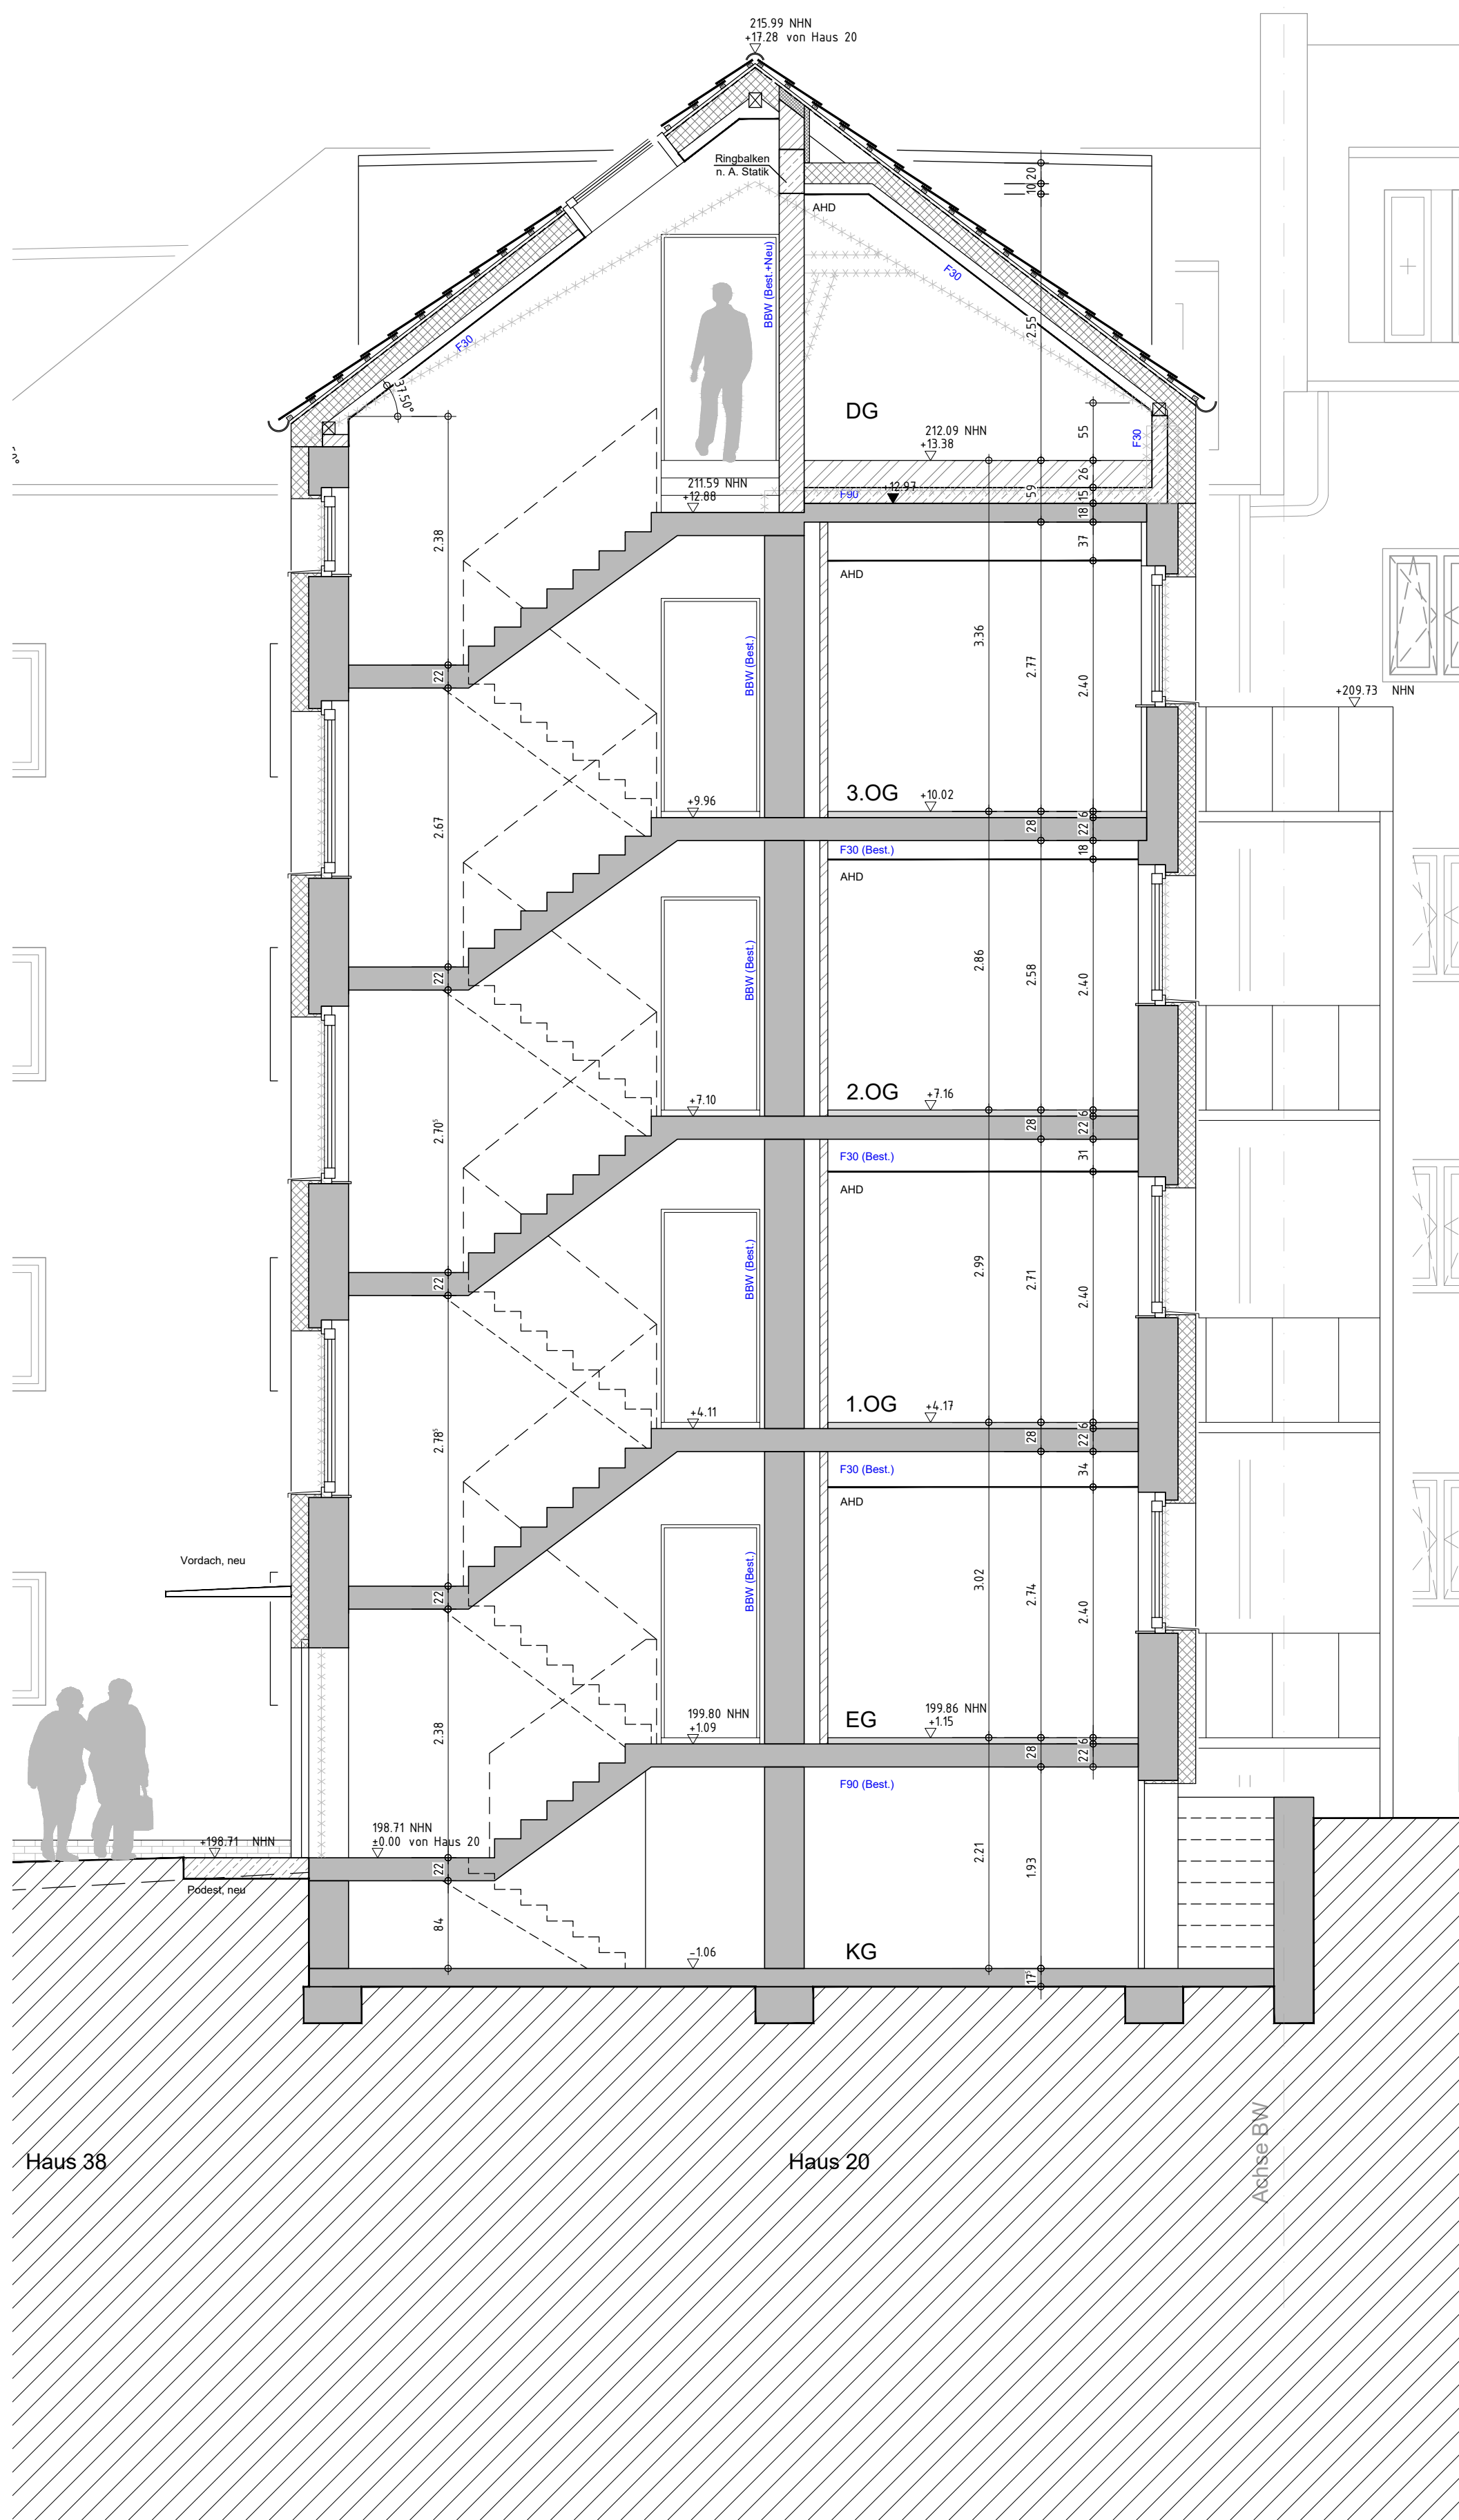 215.99 NHN
+17.28 von Haus 20
Ringbalken
n. A. Statik
10 20
AHD
BBW (Best.+Neu)
F30
F30
2.55
37.50°
DG
55
F30
212.09 NHN
+13.38
26
211.59 NHN
+12.88
59
F90
+12.97
15
18
37
2.38
AHD
3.36
2.77
2.40
BBW (Best.)
22
+209.73 NHN
3.OG
+10.02
+9.96
2.67
28
22 6
F30 (Best.)
18
AHD
BBW (Best.)
2.86
2.58
2.40
22
2.OG
+7.16
+7.10
2.70⁵
28
22 6
F30 (Best.)
31
AHD
BBW (Best.)
2.99
2.71
2.40
22
1.OG
+4.17
+4.11
2.78⁵
28
22 6
F30 (Best.)
34
AHD
Vordach, neu
BBW (Best.)
3.02
2.74
2.40
22
EG
199.86 NHN
+1.15
199.80 NHN
+1.09
2.38
28
22 6
F90 (Best.)
198.71 NHN
±0.00 von Haus 20
+198.71 NHN
22
2.21
1.93
Podest, neu
84
KG
-1.06
17⁵
Haus 38
Haus 20
Achse BW